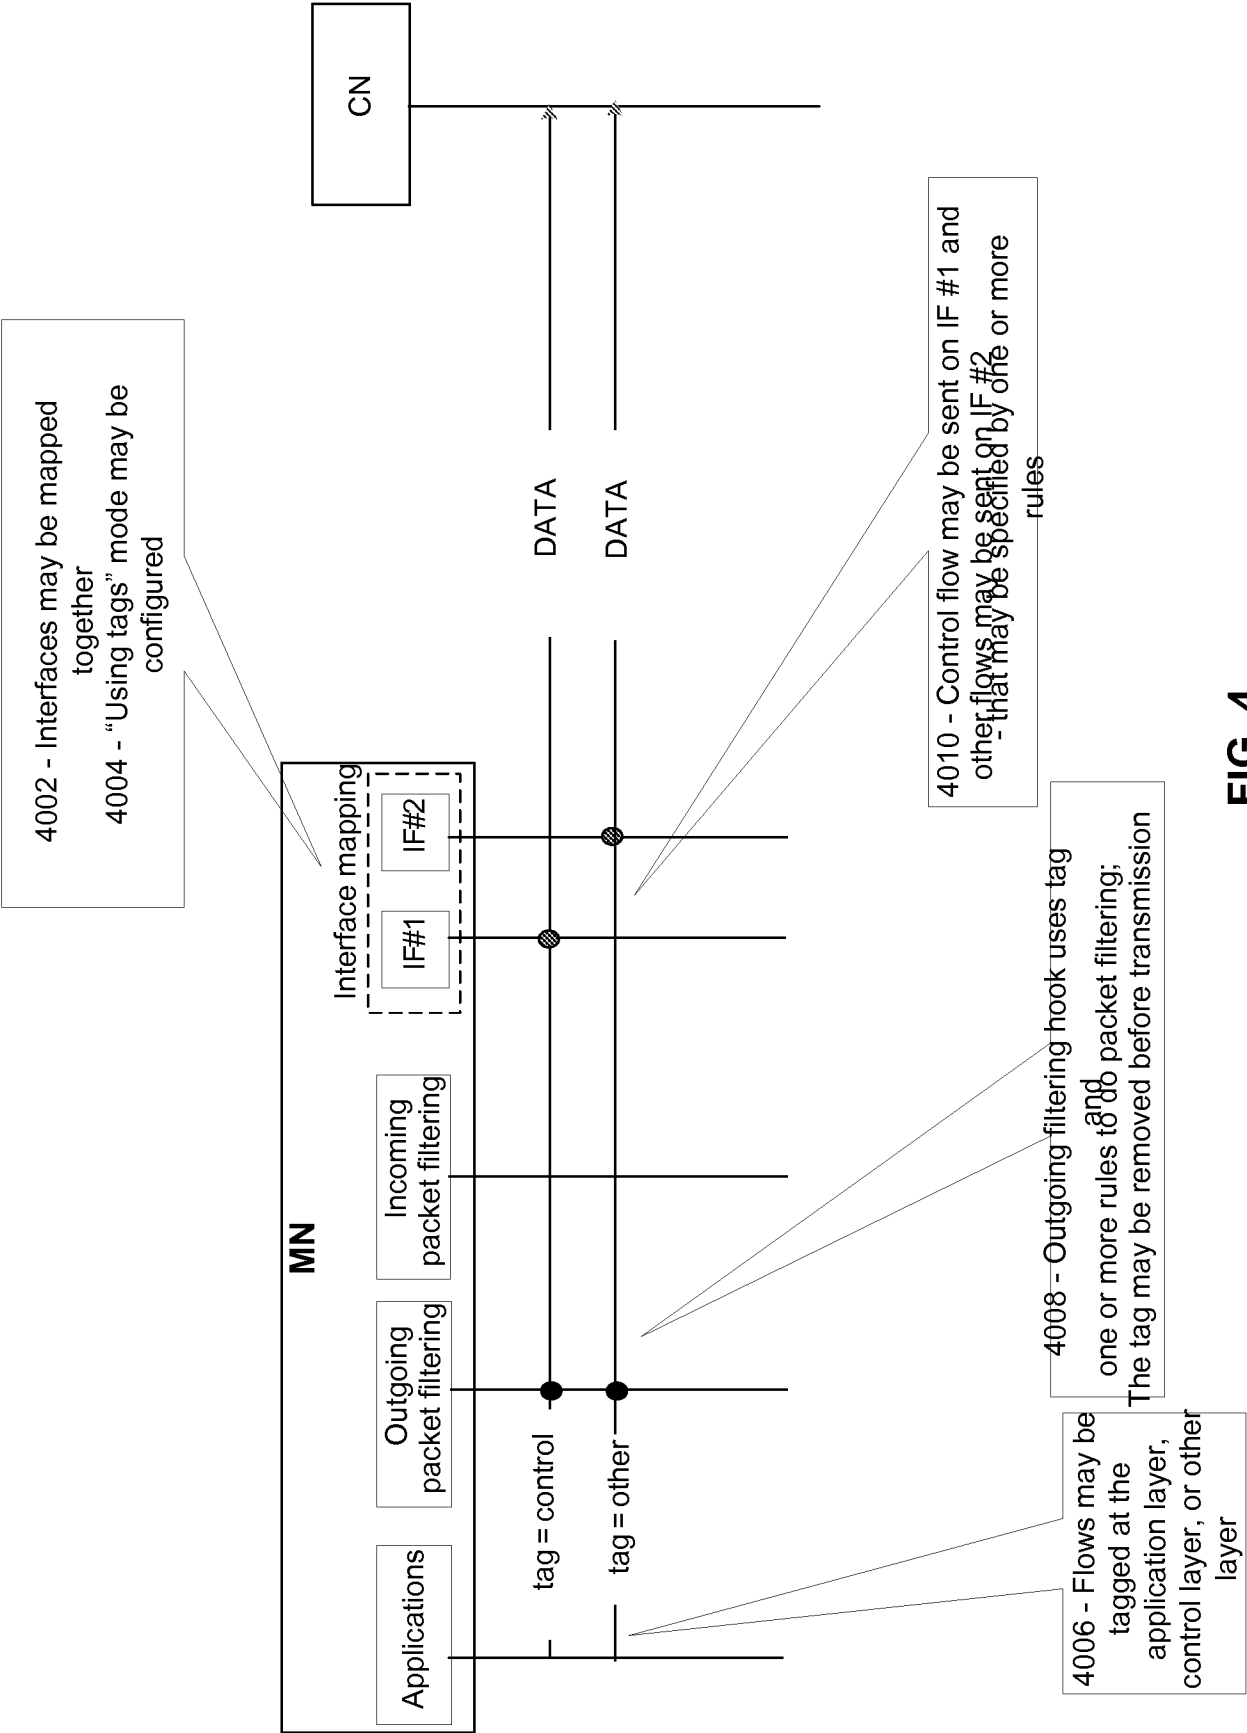 4002 - Interfaces may be mapped
together
4004 - “Using tags” mode may be
configured
MN
CN
Applications
Outgoing
packet filtering
Incoming
packet filtering
Interface mapping
IF#1
IF#2
tag = control
DATA
tag = other
DATA
4006 - Flows may be
tagged at the
application layer,
control layer, or other
layer
4008 - Outgoing filtering hook uses tag
and
one or more rules to do packet filtering;
The tag may be removed before transmission
4010 - Control flow may be sent on IF #1 and
other flows may be sent on IF #2
- that may be specified by one or more
rules
FIG. 4